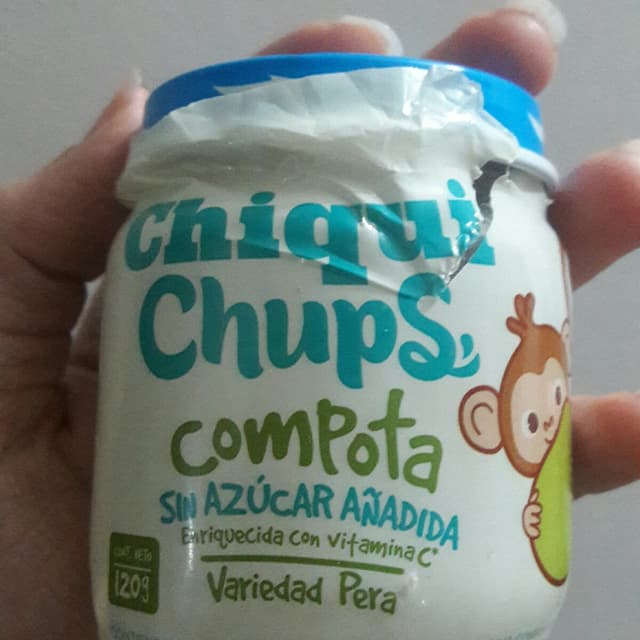 Chiqui
Chups
Compota
SIN AZÚCAR AÑADIDA
Enriquecida con vitamina C*
Variedad Pera
CONT. NETO
120g